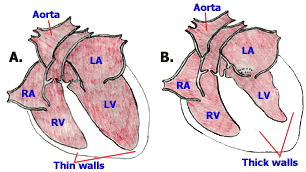 Aorta
A.
LA
RA
LV
RV
Thin walls
Aorta
B.
LA
RA
LV
RV
Thick walls